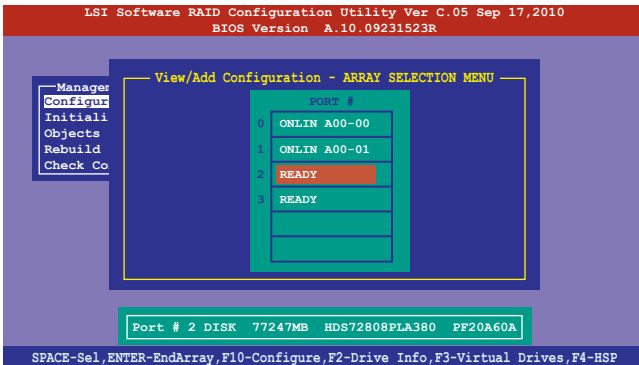 LSI Software RAID Configuration Utility Ver C.05 Sep 17,2010
BIOS Version A.10.09231523R
View/Add Configuration - ARRAY SELECTION MENU
Managem
Configur
Initiali
Objects
Rebuild
Check Co
PORT #
0 ONLIN A00-00
1 ONLIN A00-01
2 READY
3 READY
Port # 2 DISK 77247MB HDS72808PLA380 PF20A60A
SPACE-Sel,ENTER-EndArray,F10-Configure,F2-Drive Info,F3-Virtual Drives,F4-HSP